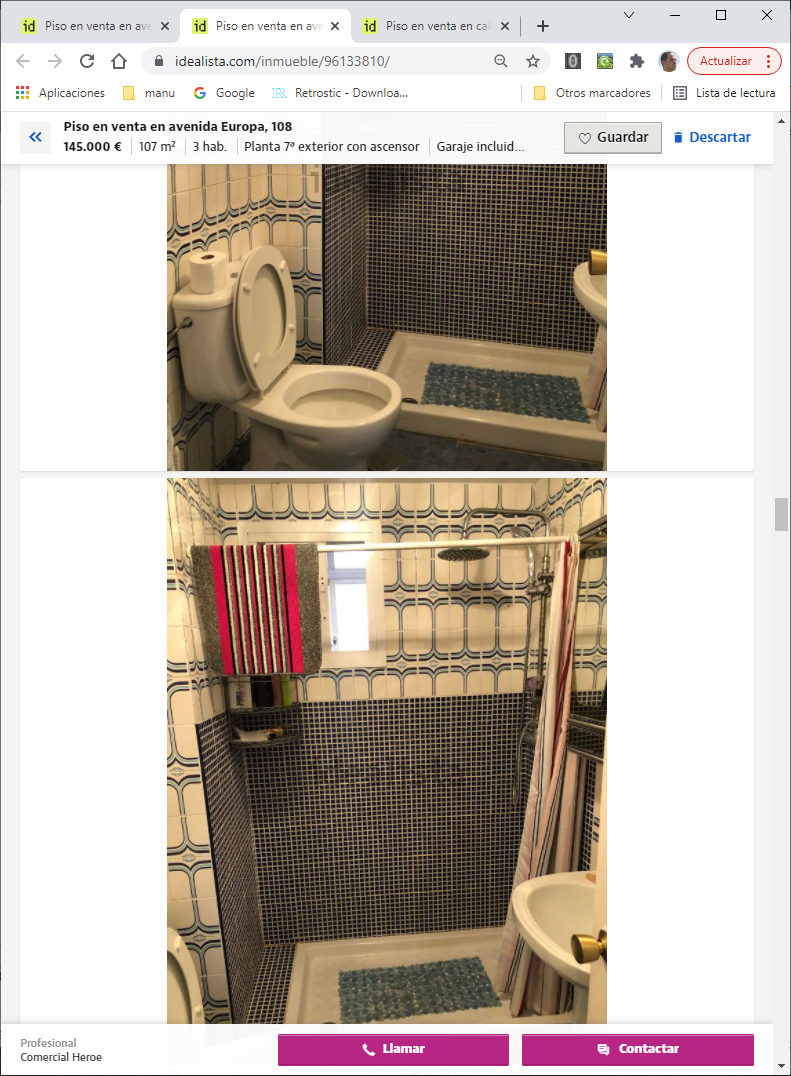 id Piso en venta en ave
id Piso en venta en ave
id Piso en venta en cal
idealista.com/inmueble/96133810/
Actualizar
Aplicaciones
manu
Google
Retrostic - Downloa...
Otros marcadores
Lista de lectura
Piso en venta en avenida Europa, 108
145.000 € 107 m² 3 hab. Planta 7ª exterior con ascensor Garaje incluid...
Guardar
Descartar
Profesional
Comercial Heroe
Llamar
Contactar